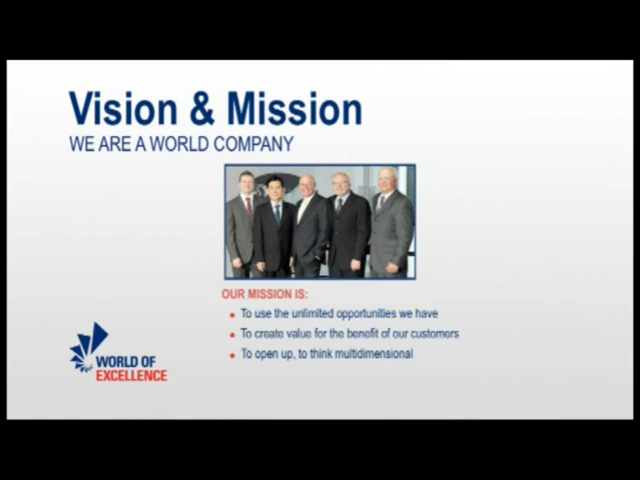 Vision & Mission
WE ARE A WORLD COMPANY
OUR MISSION IS:
To use the unlimited opportunities we have
To create value for the benefit of our customers
To open up, to think multidimensional
WORLD OF
EXCELLENCE